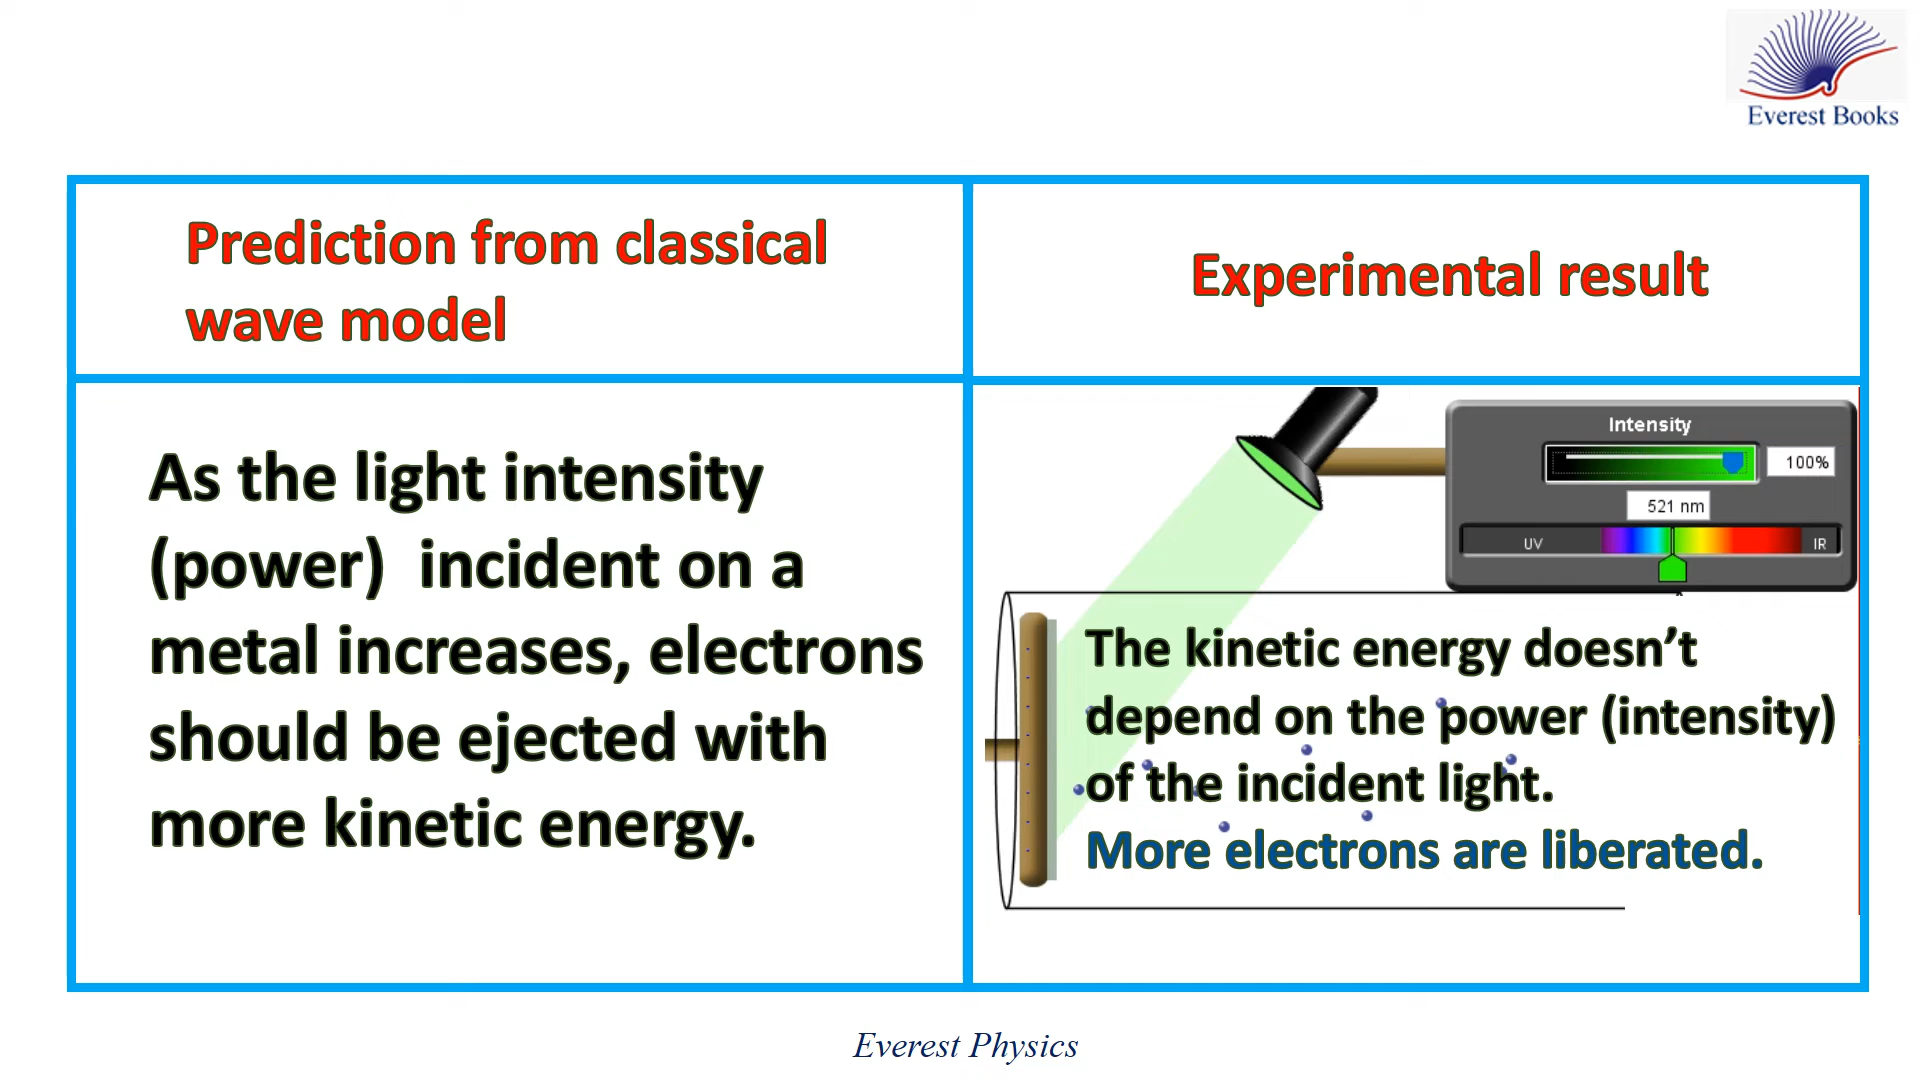 Everest Books
Prediction from classical
wave model
Experimental result
As the light intensity
(power) incident on a
metal increases, electrons
should be ejected with
more kinetic energy.
Intensity
100%
521 nm
UV
IR
The kinetic energy doesn’t
depend on the power (intensity)
of the incident light.
More electrons are liberated.
Everest Physics